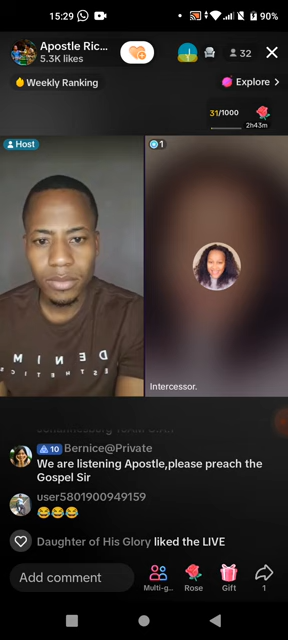 15:29
90%
Apostle Ric...
5.3K likes
32
Weekly Ranking
Explore >
31/1000
2h43m
Host
1
DENIM
Intercessor.
10 Bernice@Private
We are listening Apostle,please preach the
Gospel Sir
user5801900949159
😂😂😂
Daughter of His Glory liked the LIVE
Add comment
Multi-g...
Rose
Gift
1